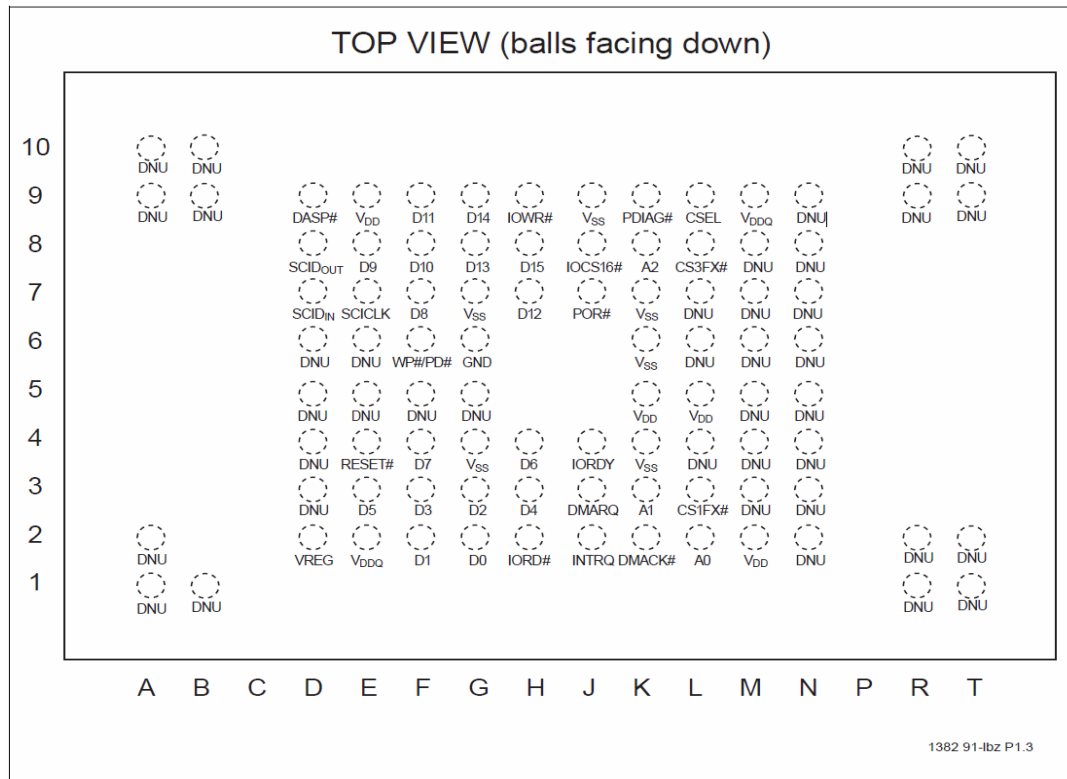 TOP VIEW (balls facing down)
10
DNU DNU DNU DNU
9
DNU DNU DASP# VDD D11 D14 IOWR# VSS PDIAG# CSEL VDDQ DNU DNU DNU
8
SCIDOUT D9 D10 D13 D15 IOCS16# A2 CS3FX# DNU DNU
7
SCIDIN SCICLK D8 VSS D12 POR# VSS DNU DNU DNU
6
DNU DNU WP#/PD# GND VSS DNU DNU DNU
5
DNU DNU DNU DNU VDD VDD DNU DNU
4
DNU RESET# D7 VSS D6 IORDY VSS DNU DNU DNU
3
DNU D5 D3 D2 D4 DMARQ A1 CS1FX# DNU DNU
2
DNU VREG VDDQ D1 D0 IORD# INTRQ DMACK# A0 VDD DNU DNU DNU
1
DNU DNU DNU DNU
A B C D E F G H J K L M N P R T
1382 91-lbz P1.3